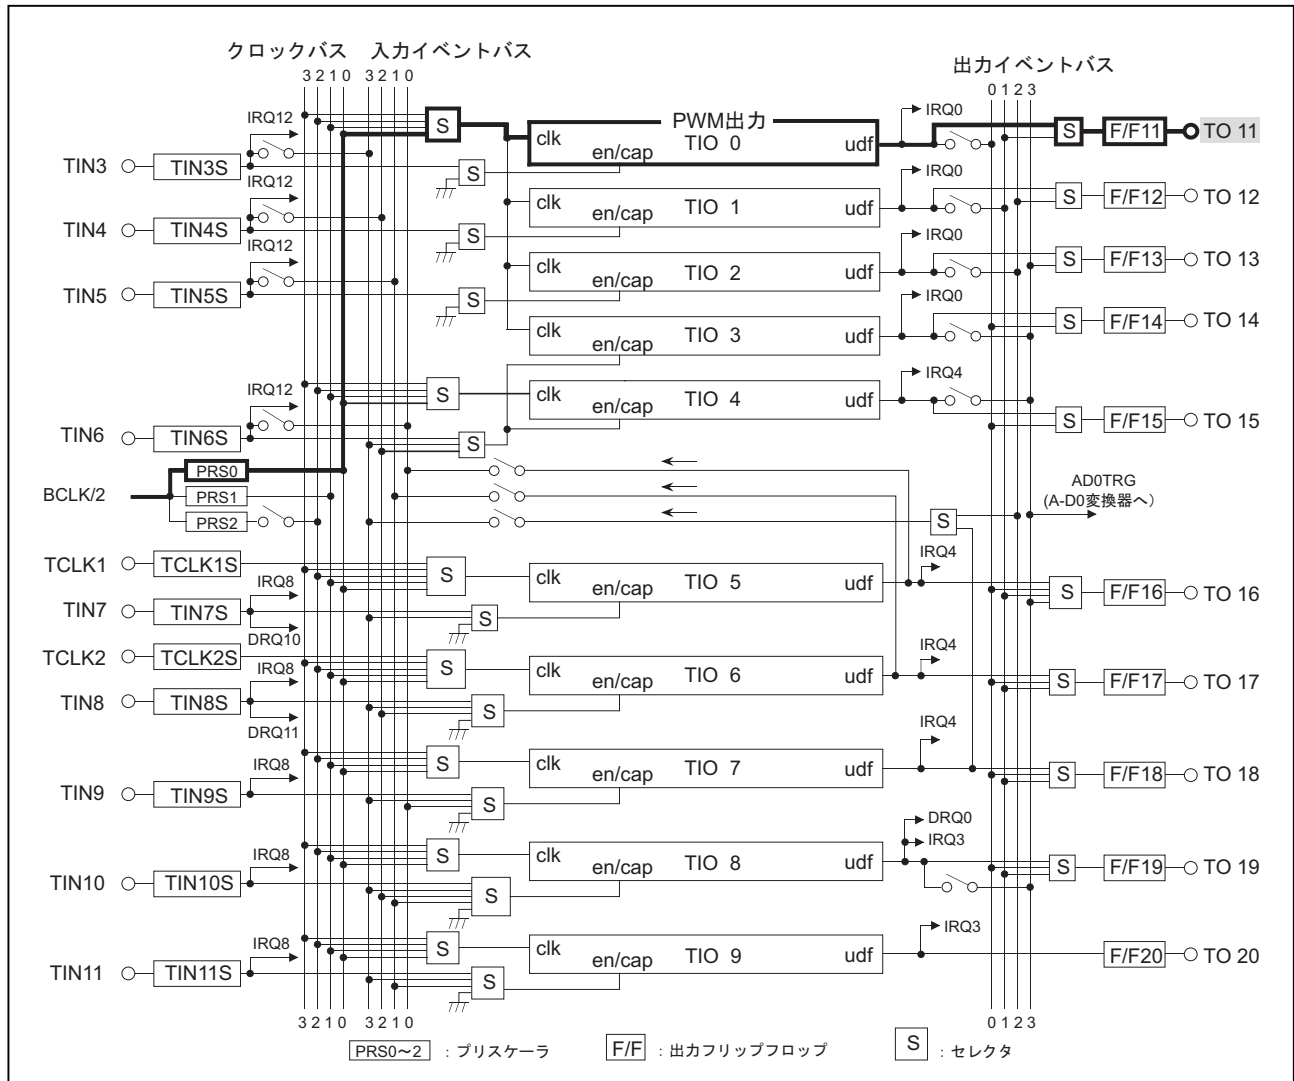 クロックバス 入力イベントバス 出力イベントバス
3 2 1 0 3 2 1 0 0 1 2 3
IRQ12 S PWM出力 IRQ0
clk TIO 0 udf S F/F11 TO 11
en/cap
TIN3 TIN3S S
IRQ12 IRQ0
clk TIO 1 udf S F/F12 TO 12
en/cap
TIN4 TIN4S S
IRQ12 IRQ0
clk TIO 2 udf S F/F13 TO 13
en/cap
TIN5 TIN5S S
IRQ0
clk TIO 3 udf S F/F14 TO 14
en/cap
IRQ12 S IRQ4
clk TIO 4 udf S F/F15 TO 15
en/cap
TIN6 TIN6S S
PRS0
BCLK/2 PRS1
PRS2
AD0TRG
(A-D0変換器へ)
S
TCLK1 TCLK1S S IRQ4
clk TIO 5 udf S F/F16 TO 16
en/cap
IRQ8
TIN7 TIN7S S
DRQ10
TCLK2 TCLK2S S IRQ4
clk TIO 6 udf S F/F17 TO 17
en/cap
IRQ8
TIN8 TIN8S S
DRQ11
IRQ4
S clk TIO 7 udf S F/F18 TO 18
en/cap
IRQ8
TIN9 TIN9S S
DRQ0
IRQ3
IRQ8 S clk TIO 8 udf S F/F19 TO 19
en/cap
TIN10 TIN10S S
IRQ3
IRQ8 S clk TIO 9 udf F/F20 TO 20
en/cap
TIN11 TIN11S S
3 2 1 0 3 2 1 0 0 1 2 3
PRS0～2 : プリスケーラ F/F : 出力フリップフロップ S : セレクタ